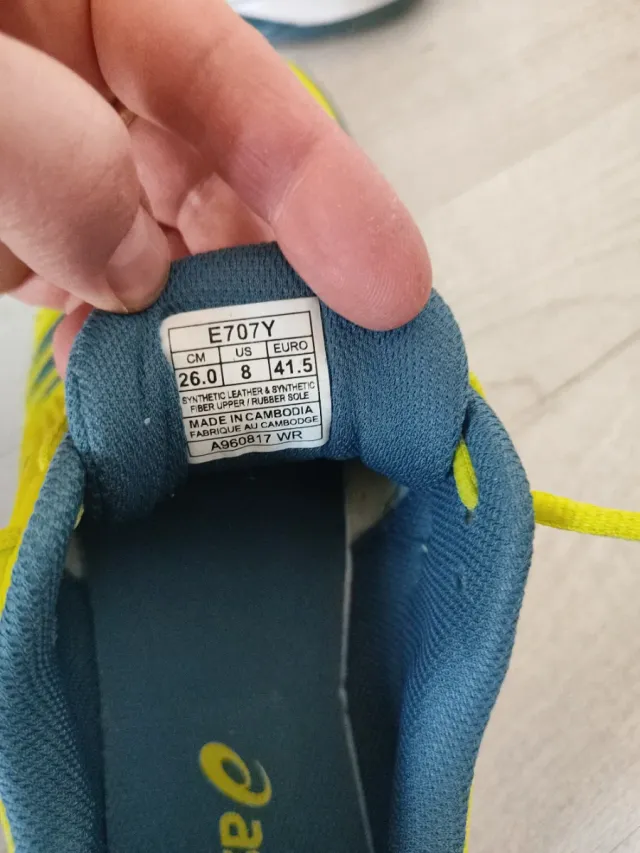 E707Y
CM US EURO
26.0 8 41.5
SYNTHETIC LEATHER & SYNTHETIC
FIBER UPPER / RUBBER SOLE
MADE IN CAMBODIA
FABRIQUE AU CAMBODGE
A960817 WR